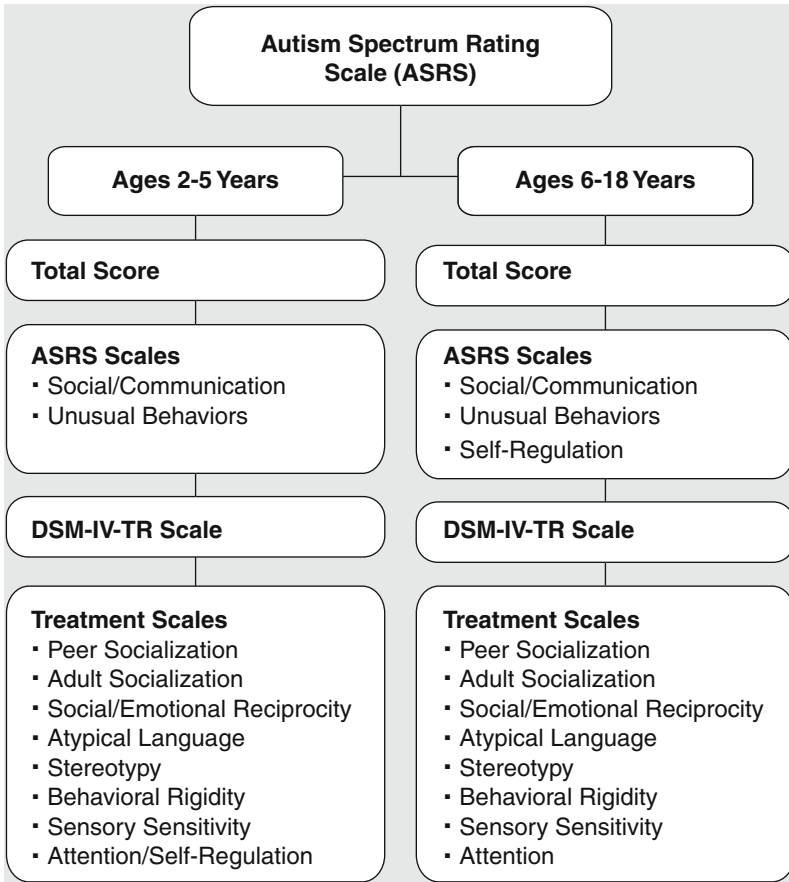 Autism Spectrum Rating
Scale (ASRS)
Ages 2-5 Years
Total Score
ASRS Scales
▪ Social/Communication
▪ Unusual Behaviors
DSM-IV-TR Scale
Treatment Scales
▪ Peer Socialization
▪ Adult Socialization
▪ Social/Emotional Reciprocity
▪ Atypical Language
▪ Stereotypy
▪ Behavioral Rigidity
▪ Sensory Sensitivity
▪ Attention/Self-Regulation
Ages 6-18 Years
Total Score
ASRS Scales
▪ Social/Communication
▪ Unusual Behaviors
▪ Self-Regulation
DSM-IV-TR Scale
Treatment Scales
▪ Peer Socialization
▪ Adult Socialization
▪ Social/Emotional Reciprocity
▪ Atypical Language
▪ Stereotypy
▪ Behavioral Rigidity
▪ Sensory Sensitivity
▪ Attention